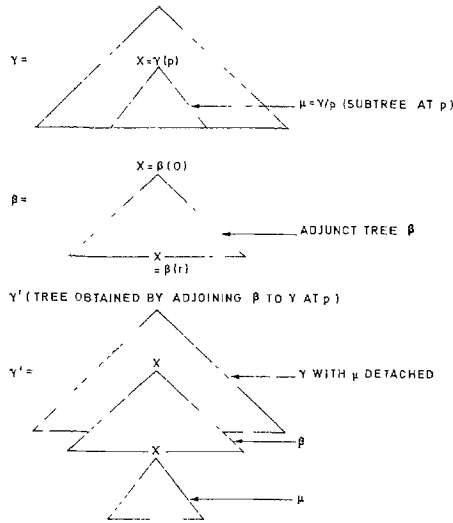 γ =
X = γ(p)
μ = γ/p (SUBTREE AT p)
X = β(0)
β =
ADJUNCT TREE β
X
= β(r)
γ' (TREE OBTAINED BY ADJOINING β TO γ AT p)
γ' =
X
γ WITH μ DETACHED
β
X
μ